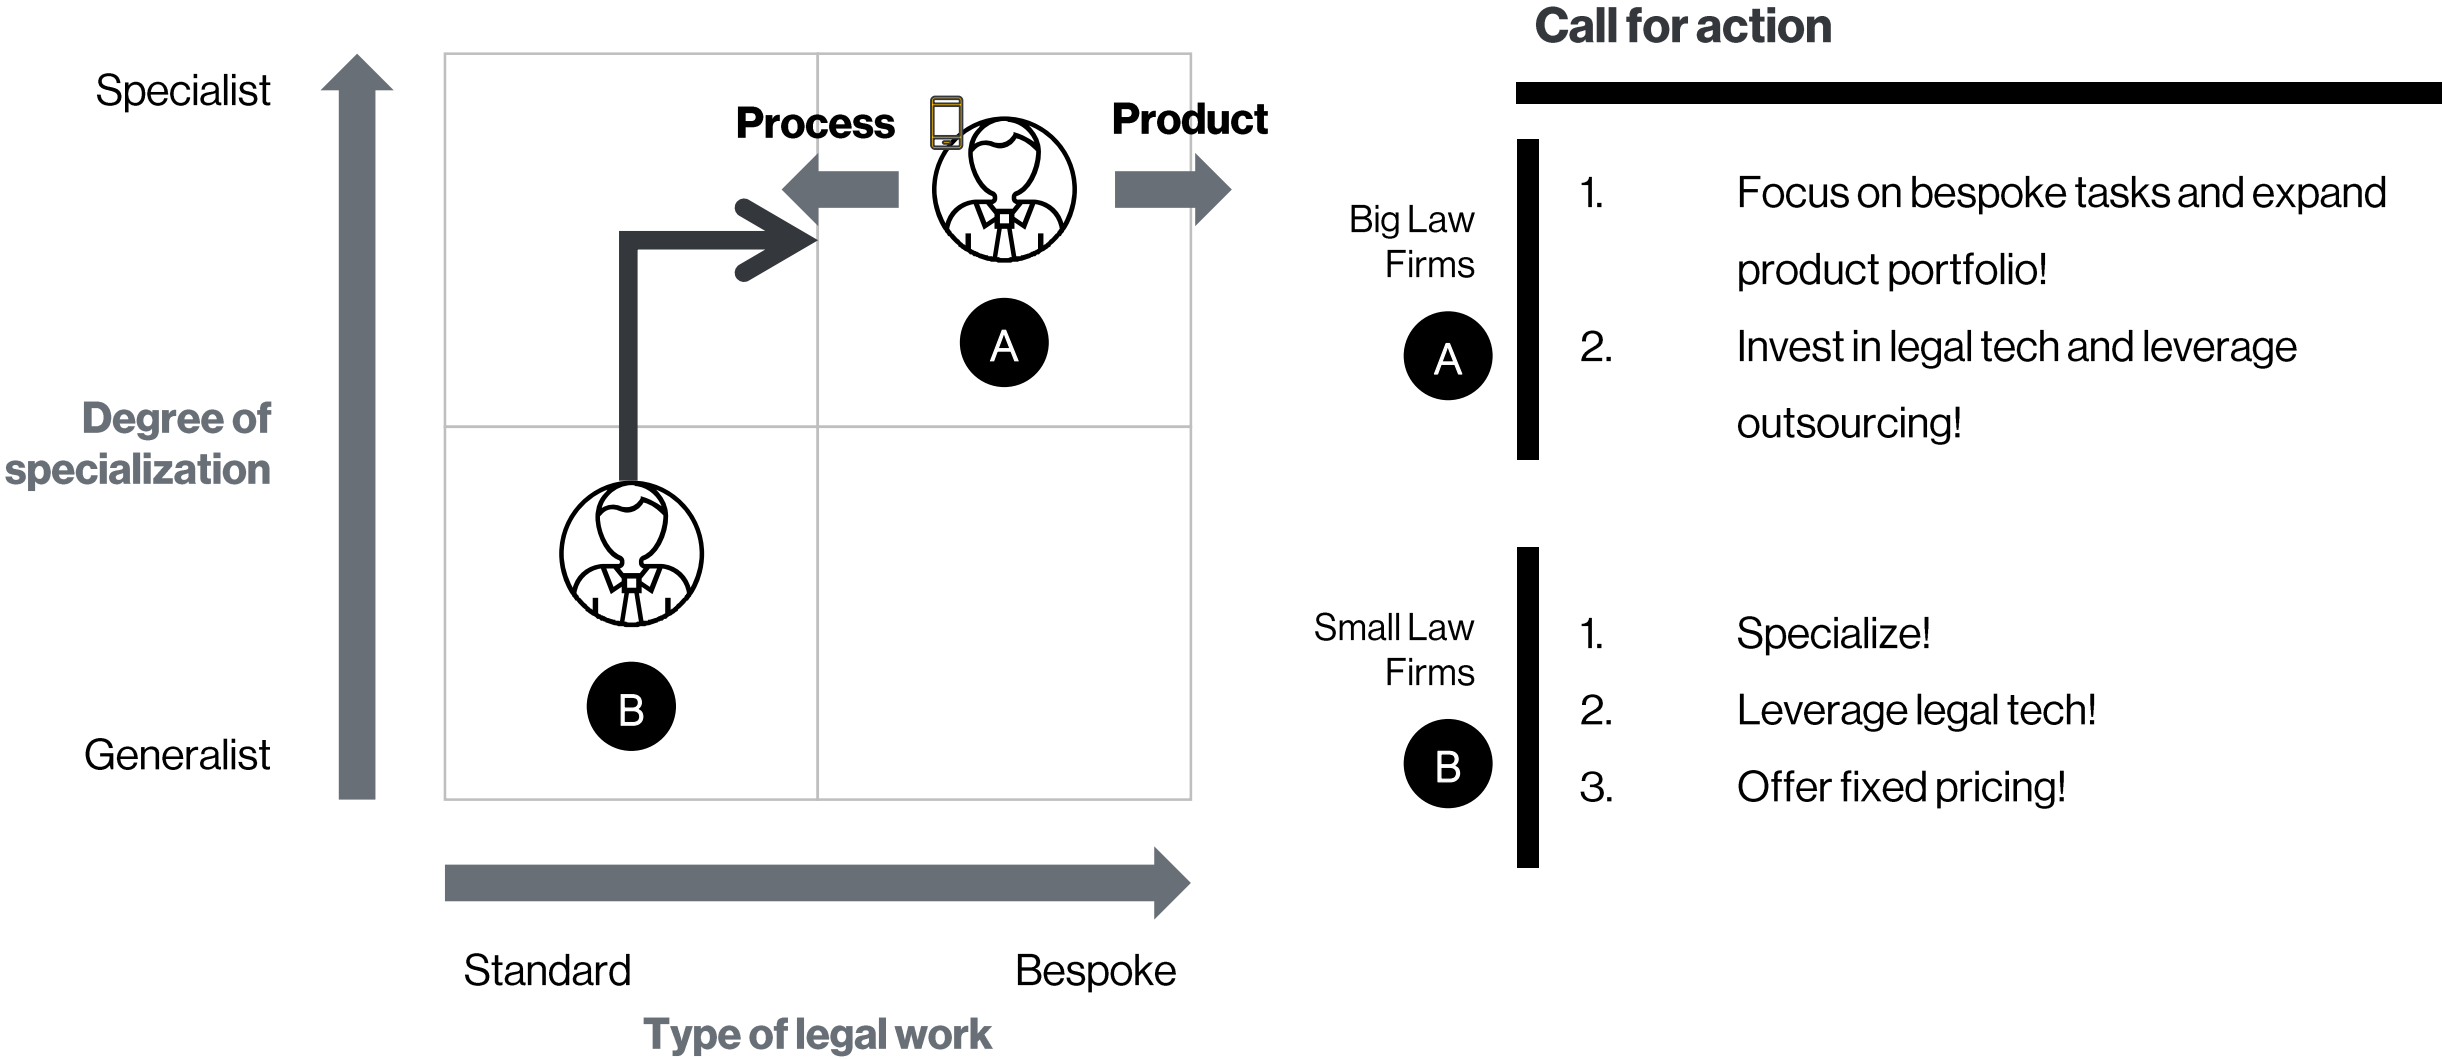 Call for action
Specialist
Process
Product
A
Degree of
specialization
B
Generalist
Standard
Bespoke
Type of legal work
Big Law
Firms
A
1. Focus on bespoke tasks and expand
product portfolio!
2. Invest in legal tech and leverage
outsourcing!
Small Law
Firms
B
1. Specialize!
2. Leverage legal tech!
3. Offer fixed pricing!